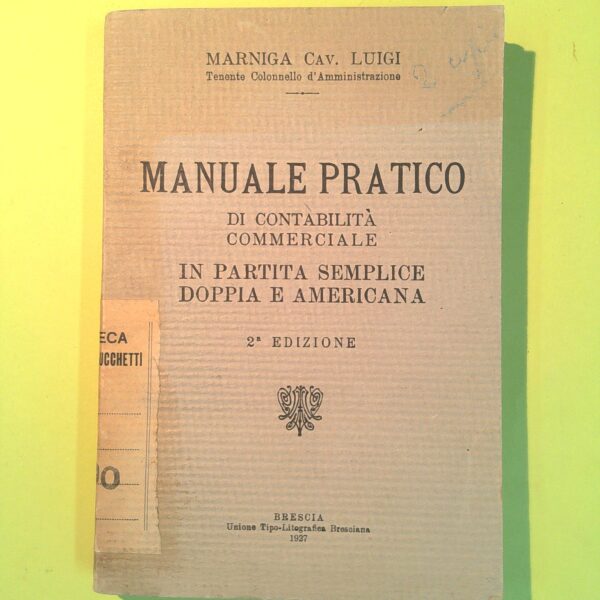 MARNIGA CAV. LUIGI
Tenente Colonnello d'Amministrazione
MANUALE PRATICO
DI CONTABILITÀ
COMMERCIALE
IN PARTITA SEMPLICE
DOPPIA E AMERICANA
2ª EDIZIONE
ECA
UCCHETTI
BRESCIA
Unione Tipo-Litografica Bresciana
1927